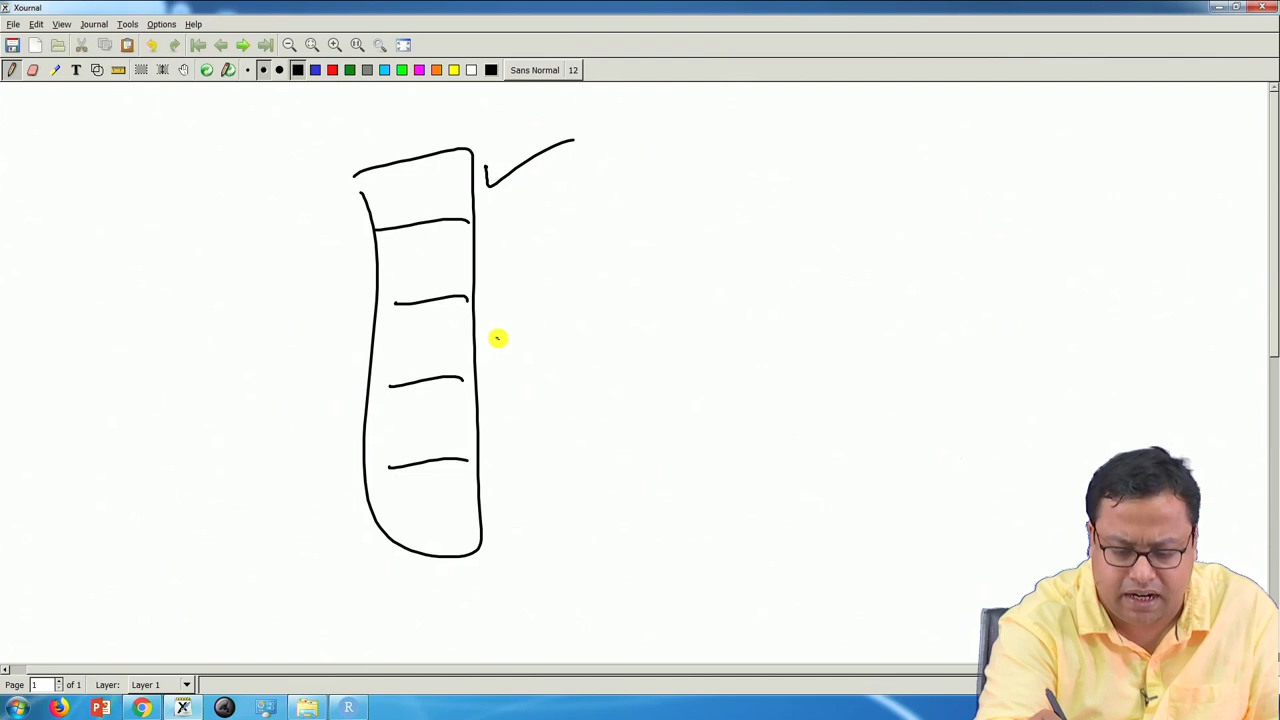 Xournal
File Edit View Journal Tools Options Help
Sans Normal 12
Page 1 of 1 Layer: Layer 1